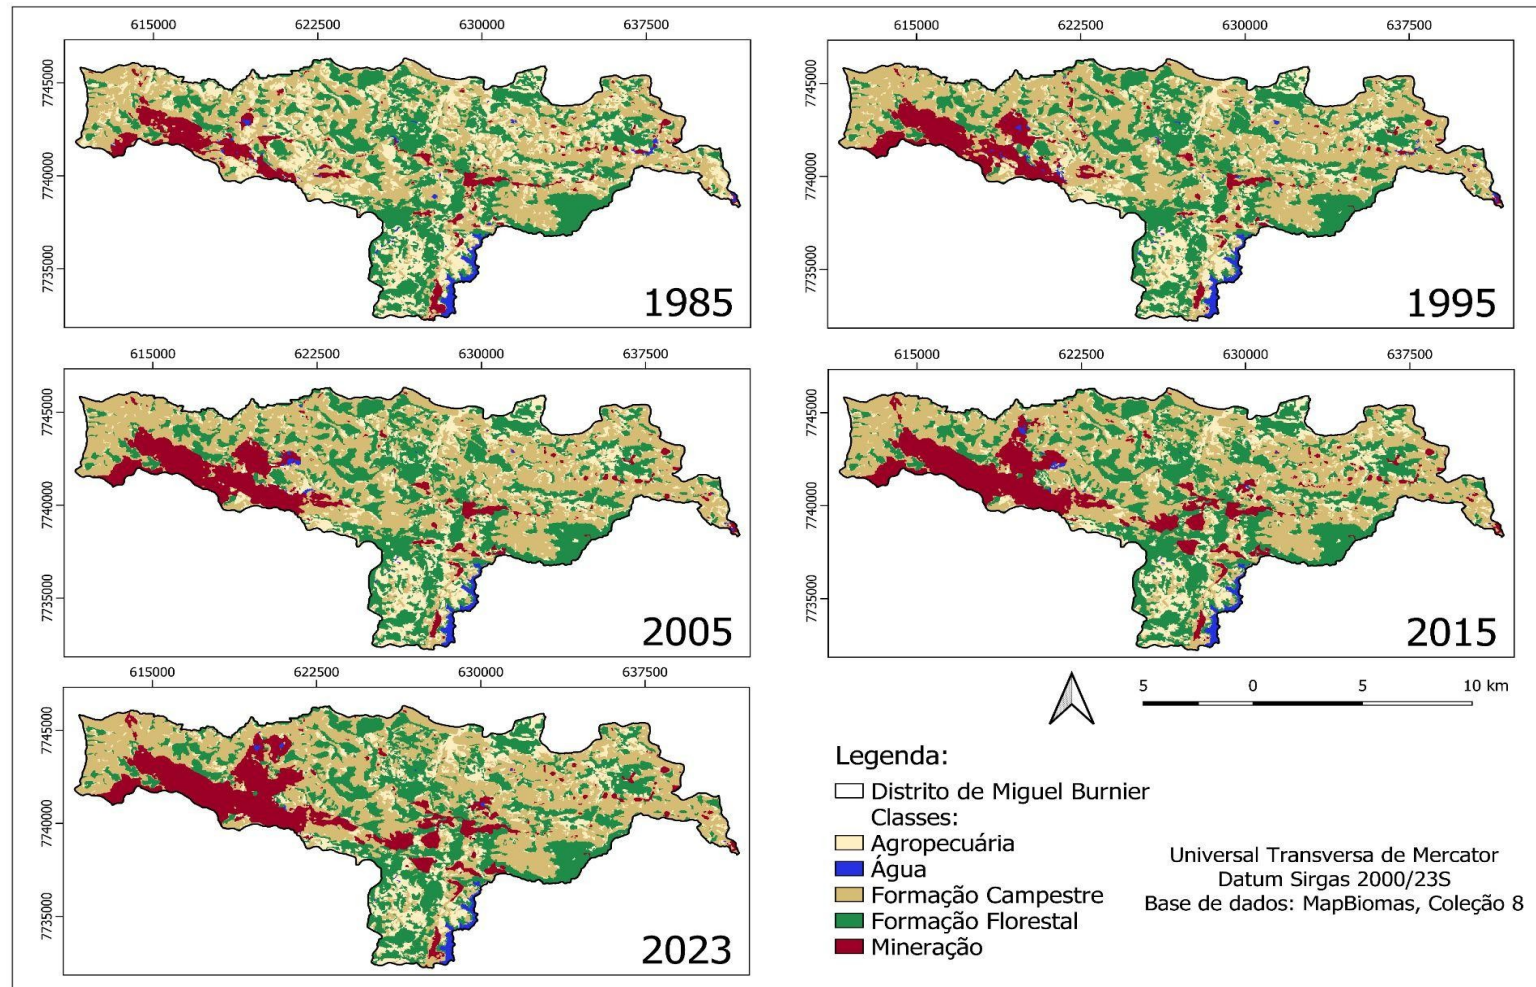 615000 622500 630000 637500
615000 622500 630000 637500
7745000
7740000
7735000
1985
7745000
7740000
7735000
1995
615000 622500 630000 637500
615000 622500 630000 637500
7745000
7740000
7735000
2005
7745000
7740000
7735000
2015
615000 622500 630000 637500
7745000
7740000
7735000
2023
5 0 5 10 km
Legenda:
Distrito de Miguel Burnier
Classes:
Agropecuária
Água
Formação Campestre
Formação Florestal
Mineração
Universal Transversa de Mercator
Datum Sirgas 2000/23S
Base de dados: MapBiomas, Coleção 8